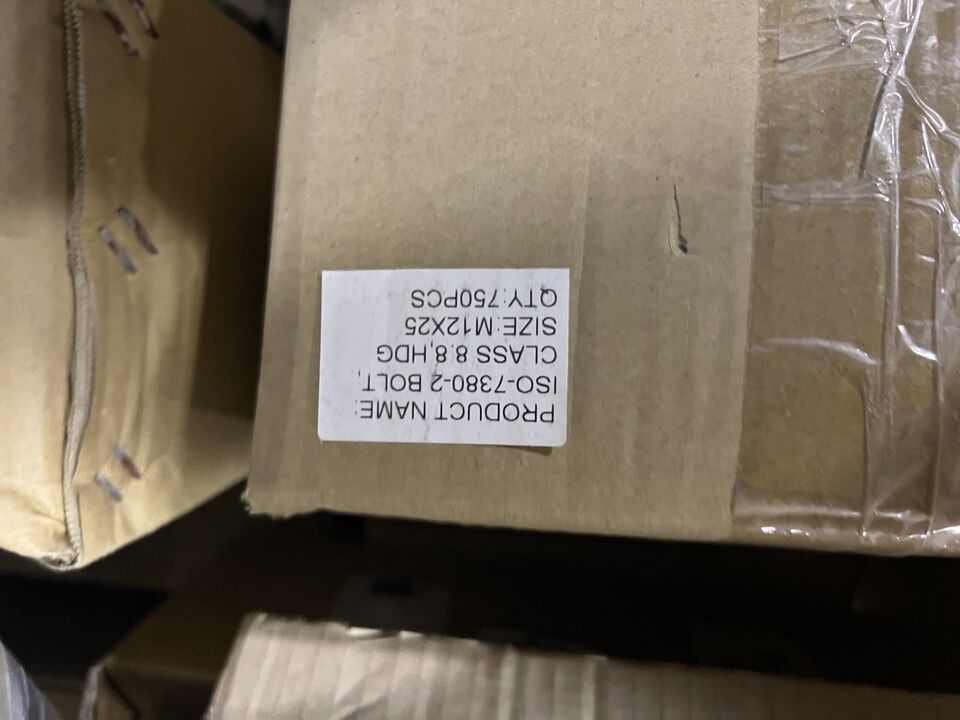 PRODUCT NAME:
ISO-7380-2 BOLT,
CLASS 8.8,HDG
SIZE:M12X25
QTY:750PCS